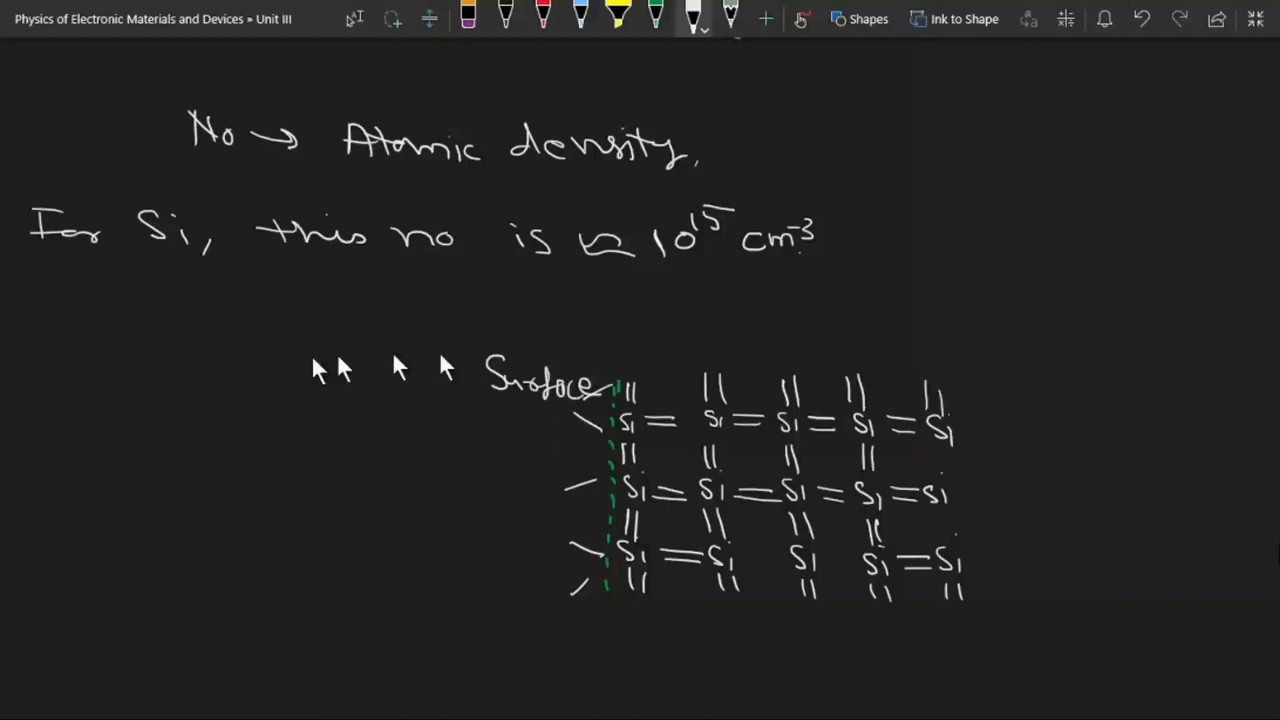 Physics of Electronic Materials and Devices » Unit III
Shapes
Ink to Shape
No → Atomic density.
For Si, this no is ≃ 10¹⁵ cm⁻³
Surface
Si = Si = Si = Si = Si
Si = Si = Si = Si = Si
Si = Si Si Si = Si